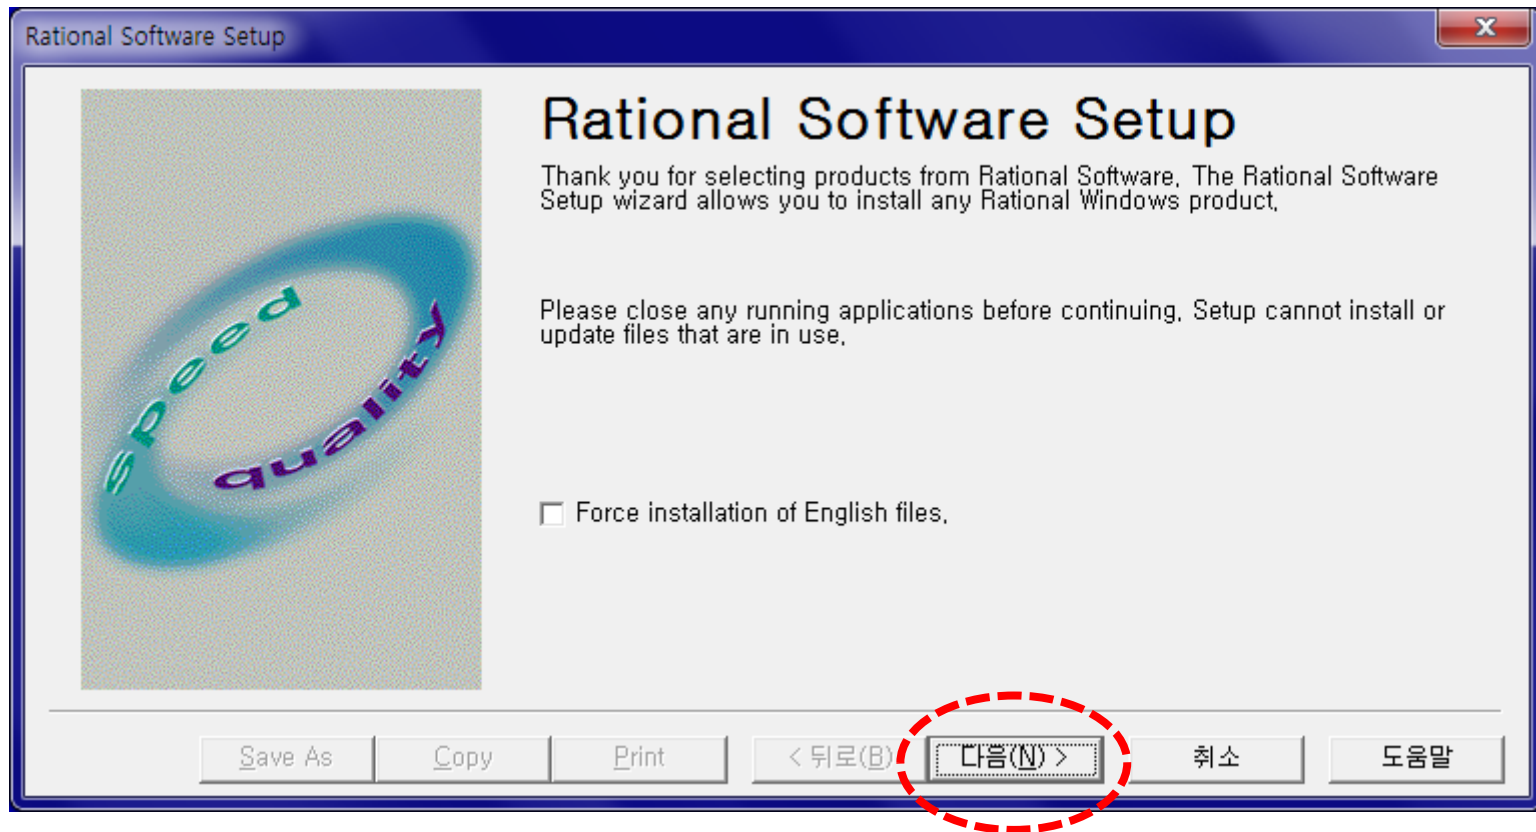 Rational Software Setup
x
Rational Software Setup
Thank you for selecting products from Rational Software, The Rational Software
Setup wizard allows you to install any Rational Windows product,
Please close any running applications before continuing, Setup cannot install or
update files that are in use,
speed
quality
Force installation of English files,
Save As
Copy
Print
< 뒤로(B)
다음(N) >
취소
도움말